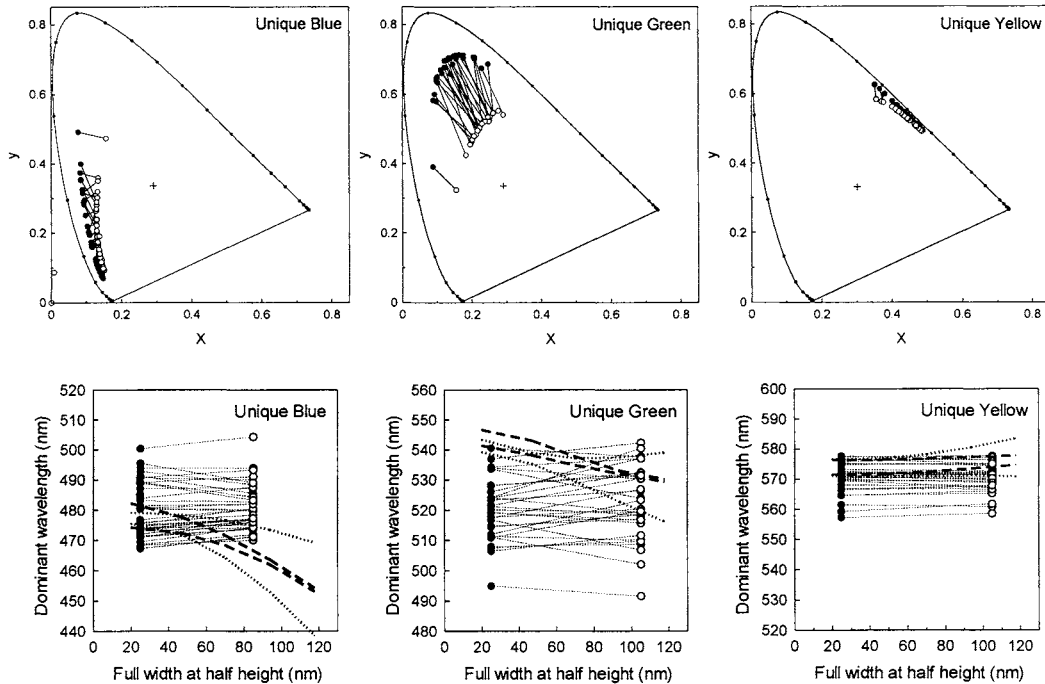 Unique Blue
0.8
0.6
0.4
0.2
0
0
0.2
0.4
0.6
0.8
y
X
Unique Green
0.8
0.6
0.4
0.2
0
0
0.2
0.4
0.6
0.8
y
X
Unique Yellow
0.8
0.6
0.4
0.2
0
0
0.2
0.4
0.6
0.8
y
X
Unique Blue
520
510
500
490
480
470
460
450
440
0 20 40 60 80 100 120
Dominant wavelength (nm)
Full width at half height (nm)
Unique Green
560
550
540
530
520
510
500
490
480
0 20 40 60 80 100 120
Dominant wavelength (nm)
Full width at half height (nm)
Unique Yellow
600
590
580
570
560
550
540
530
520
0 20 40 60 80 100 120
Dominant wavelength (nm)
Full width at half height (nm)